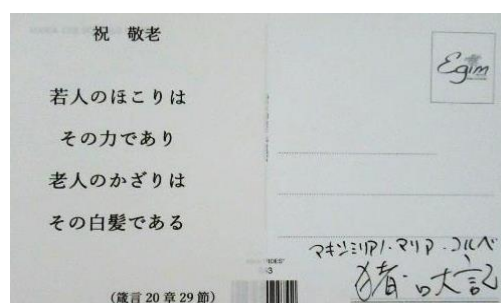 祝 敬老
若人のほこりは
その力であり
老人のかざりは
その白髪である
(箴言 20 章 29 節)
Egim
マキシミリアノ・マリア・コルベ